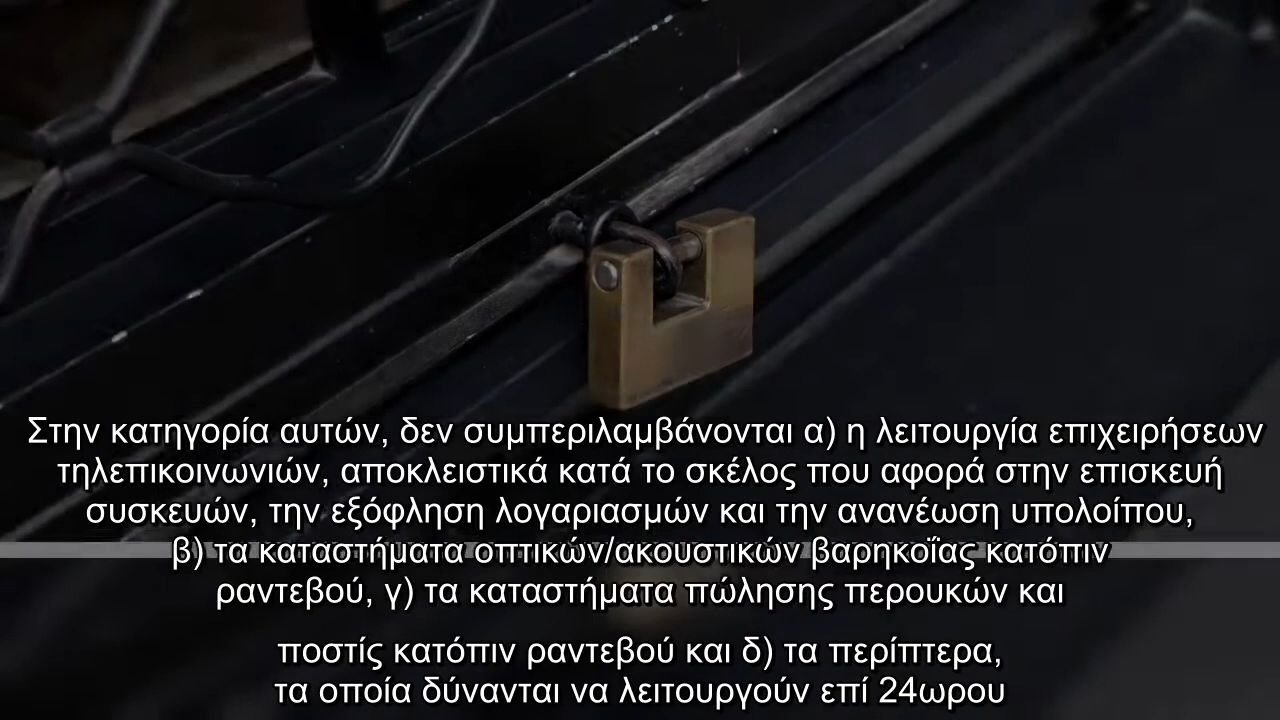 Στην κατηγορία αυτών, δεν συμπεριλαμβάνονται α) η λειτουργία επιχειρήσεων
τηλεπικοινωνιών, αποκλειστικά κατά το σκέλος που αφορά στην επισκευή
συσκευών, την εξόφληση λογαριασμών και την ανανέωση υπολοίπου,
β) τα καταστήματα οπτικών/ακουστικών βαρηκοΐας κατόπιν
ραντεβού, γ) τα καταστήματα πώλησης περουκών και
ποστίς κατόπιν ραντεβού και δ) τα περίπτερα,
τα οποία δύνανται να λειτουργούν επί 24ωρου